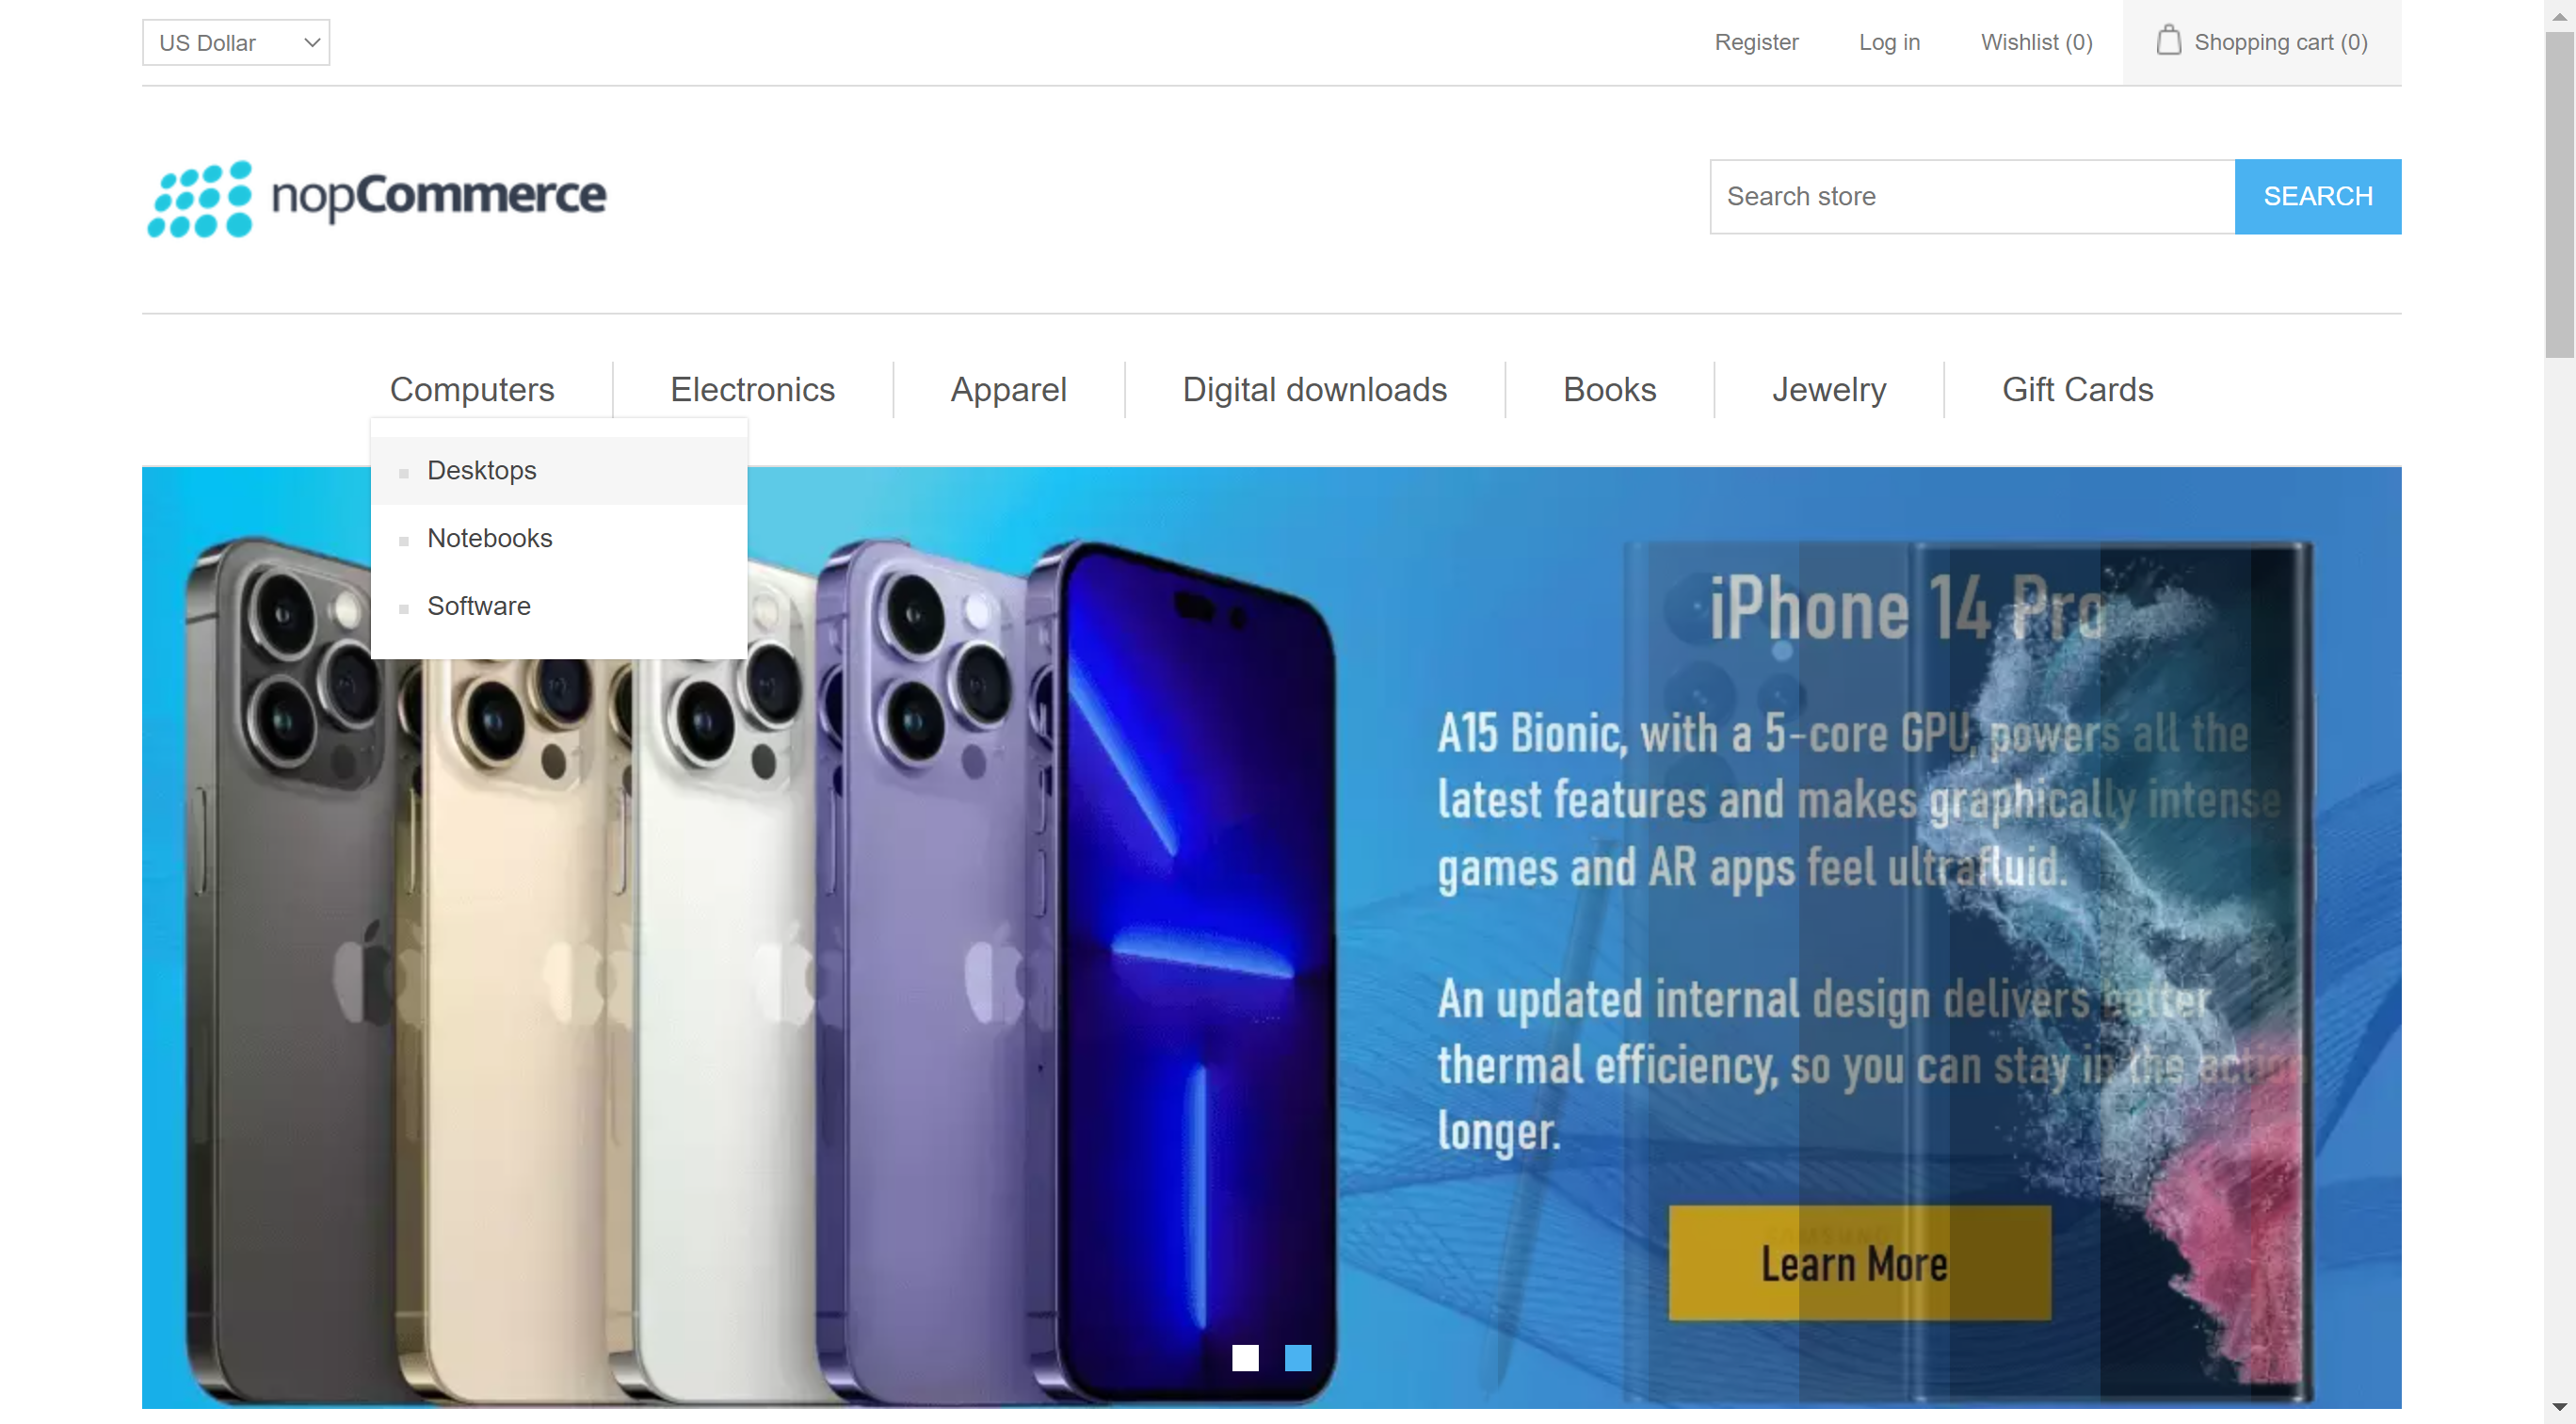 US Dollar
Register
Log in
Wishlist (0)
Shopping cart (0)
nopCommerce
Search store
SEARCH
Computers
Electronics
Apparel
Digital downloads
Books
Jewelry
Gift Cards
Desktops
Notebooks
Software
iPhone 14 Pro
A15 Bionic, with a 5-core GPU, powers all the
latest features and makes graphically intense
games and AR apps feel ultrafluid.
An updated internal design delivers better
thermal efficiency, so you can stay in the action
longer.
SAMSUNG
Learn More